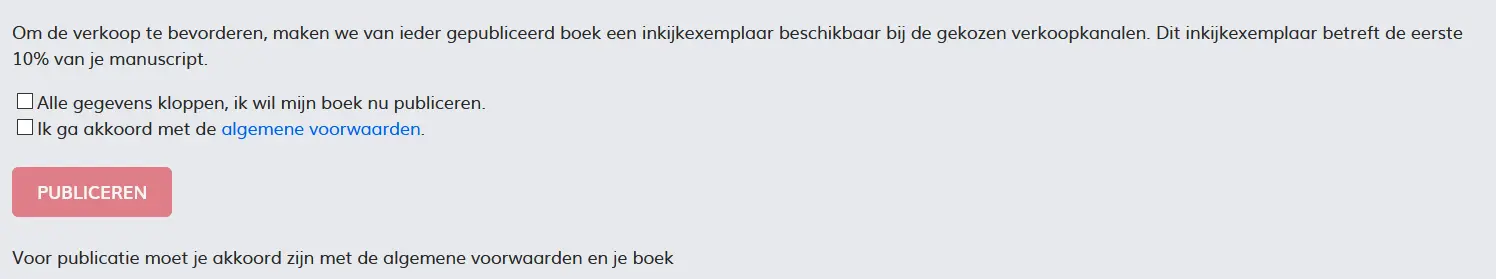 Om de verkoop te bevorderen, maken we van ieder gepubliceerd boek een inkijkexemplaar beschikbaar bij de gekozen verkoopkanalen. Dit inkijkexemplaar betreft de eerste
10% van je manuscript.
Alle gegevens kloppen, ik wil mijn boek nu publiceren.
Ik ga akkoord met de algemene voorwaarden.
PUBLICEREN
Voor publicatie moet je akkoord zijn met de algemene voorwaarden en je boek